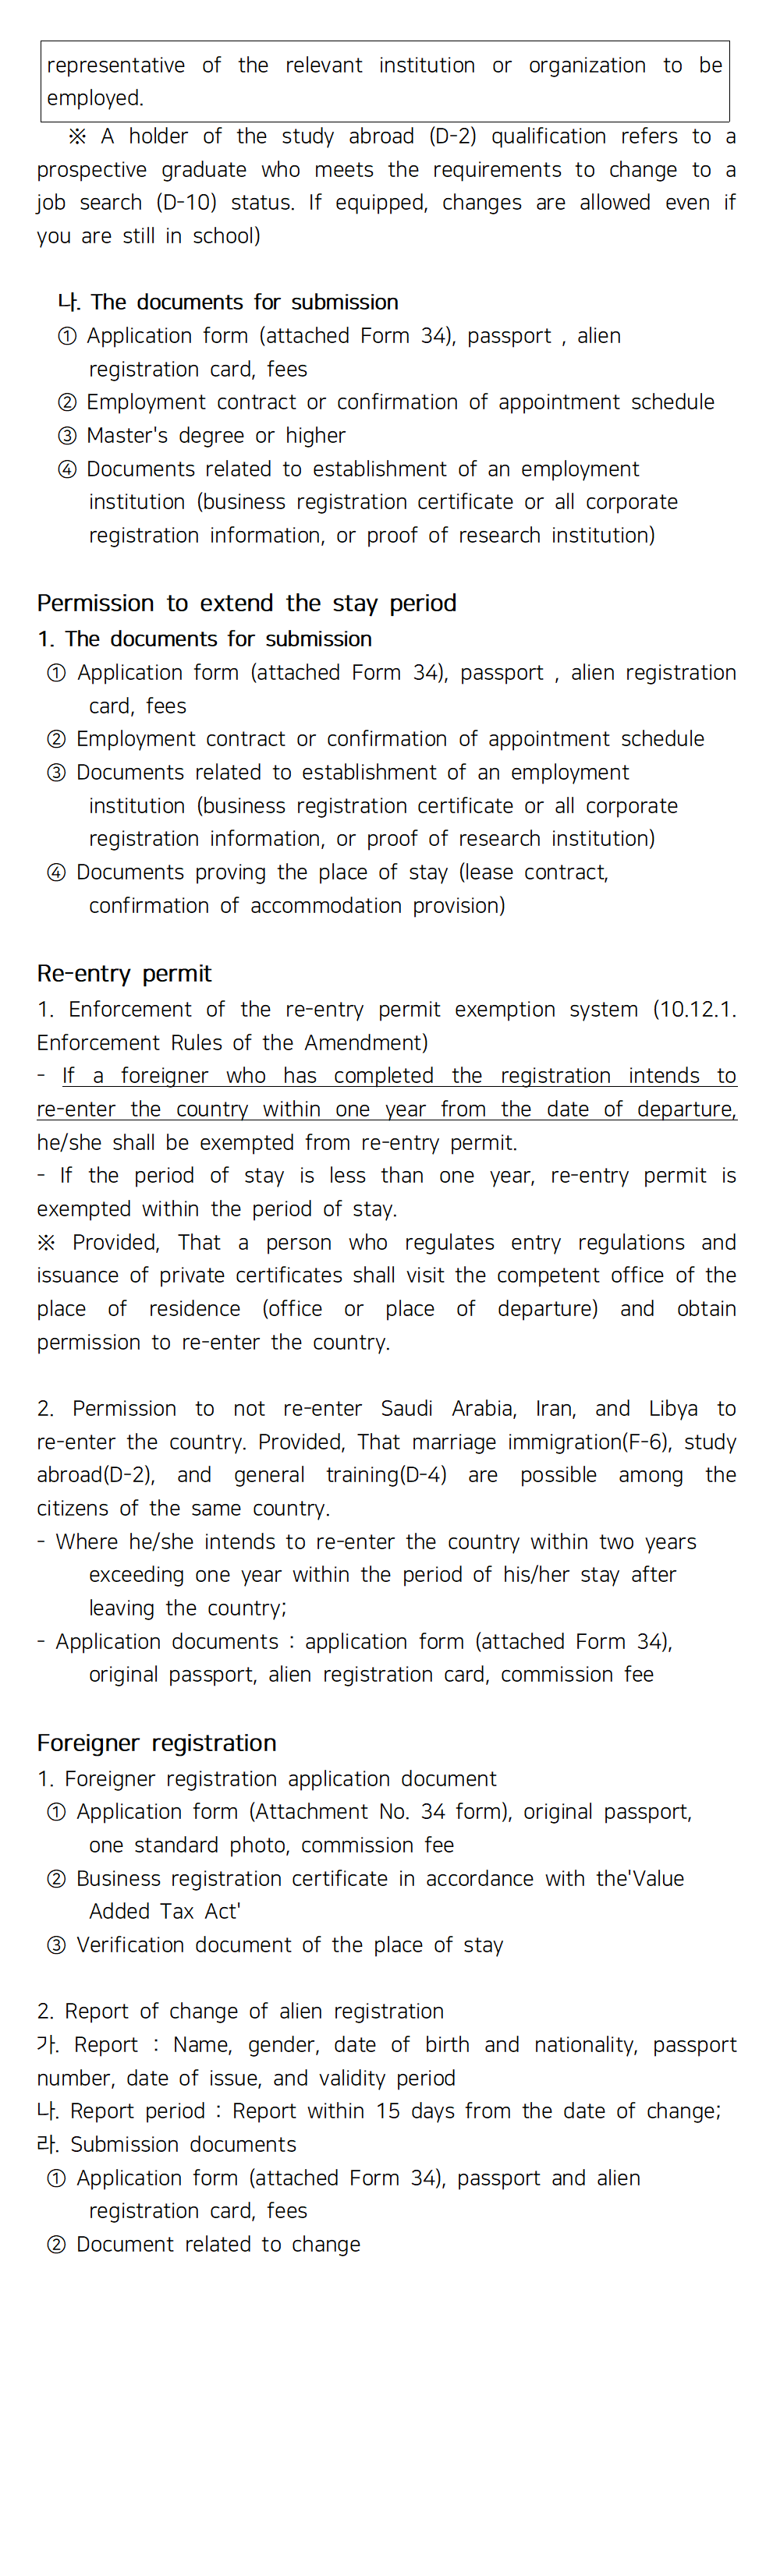 representative of the relevant institution or organization to be
employed.
※ A holder of the study abroad (D-2) qualification refers to a
prospective graduate who meets the requirements to change to a
job search (D-10) status. If equipped, changes are allowed even if
you are still in school)
나. The documents for submission
① Application form (attached Form 34), passport , alien
registration card, fees
② Employment contract or confirmation of appointment schedule
③ Master's degree or higher
④ Documents related to establishment of an employment
institution (business registration certificate or all corporate
registration information, or proof of research institution)
Permission to extend the stay period
1. The documents for submission
① Application form (attached Form 34), passport , alien registration
card, fees
② Employment contract or confirmation of appointment schedule
③ Documents related to establishment of an employment
institution (business registration certificate or all corporate
registration information, or proof of research institution)
④ Documents proving the place of stay (lease contract,
confirmation of accommodation provision)
Re-entry permit
1. Enforcement of the re-entry permit exemption system (10.12.1.
Enforcement Rules of the Amendment)
- If a foreigner who has completed the registration intends to
re-enter the country within one year from the date of departure,
he/she shall be exempted from re-entry permit.
- If the period of stay is less than one year, re-entry permit is
exempted within the period of stay.
※ Provided, That a person who regulates entry regulations and
issuance of private certificates shall visit the competent office of the
place of residence (office or place of departure) and obtain
permission to re-enter the country.
2. Permission to not re-enter Saudi Arabia, Iran, and Libya to
re-enter the country. Provided, That marriage immigration(F-6), study
abroad(D-2), and general training(D-4) are possible among the
citizens of the same country.
- Where he/she intends to re-enter the country within two years
exceeding one year within the period of his/her stay after
leaving the country;
- Application documents : application form (attached Form 34),
original passport, alien registration card, commission fee
Foreigner registration
1. Foreigner registration application document
① Application form (Attachment No. 34 form), original passport,
one standard photo, commission fee
② Business registration certificate in accordance with the'Value
Added Tax Act'
③ Verification document of the place of stay
2. Report of change of alien registration
가. Report : Name, gender, date of birth and nationality, passport
number, date of issue, and validity period
나. Report period : Report within 15 days from the date of change;
라. Submission documents
① Application form (attached Form 34), passport and alien
registration card, fees
② Document related to change